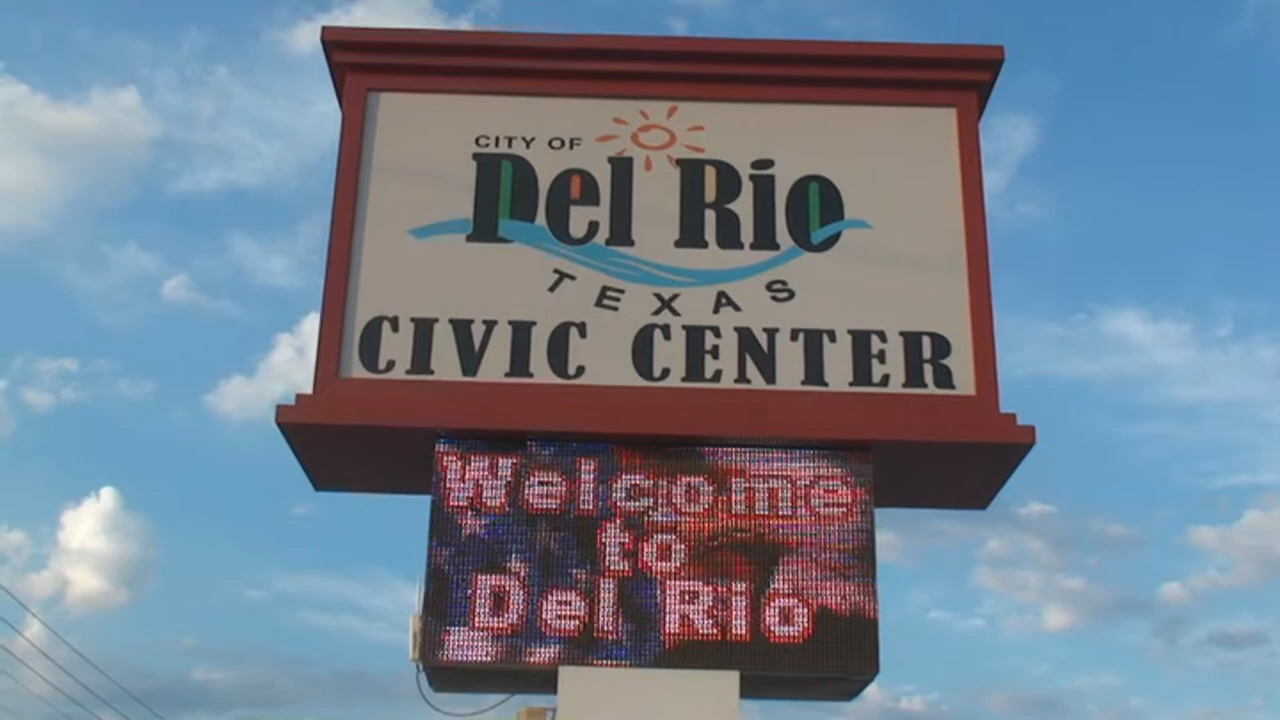 CITY OF
Del Rio
TEXAS
CIVIC CENTER
Welcome
to
Del Rio